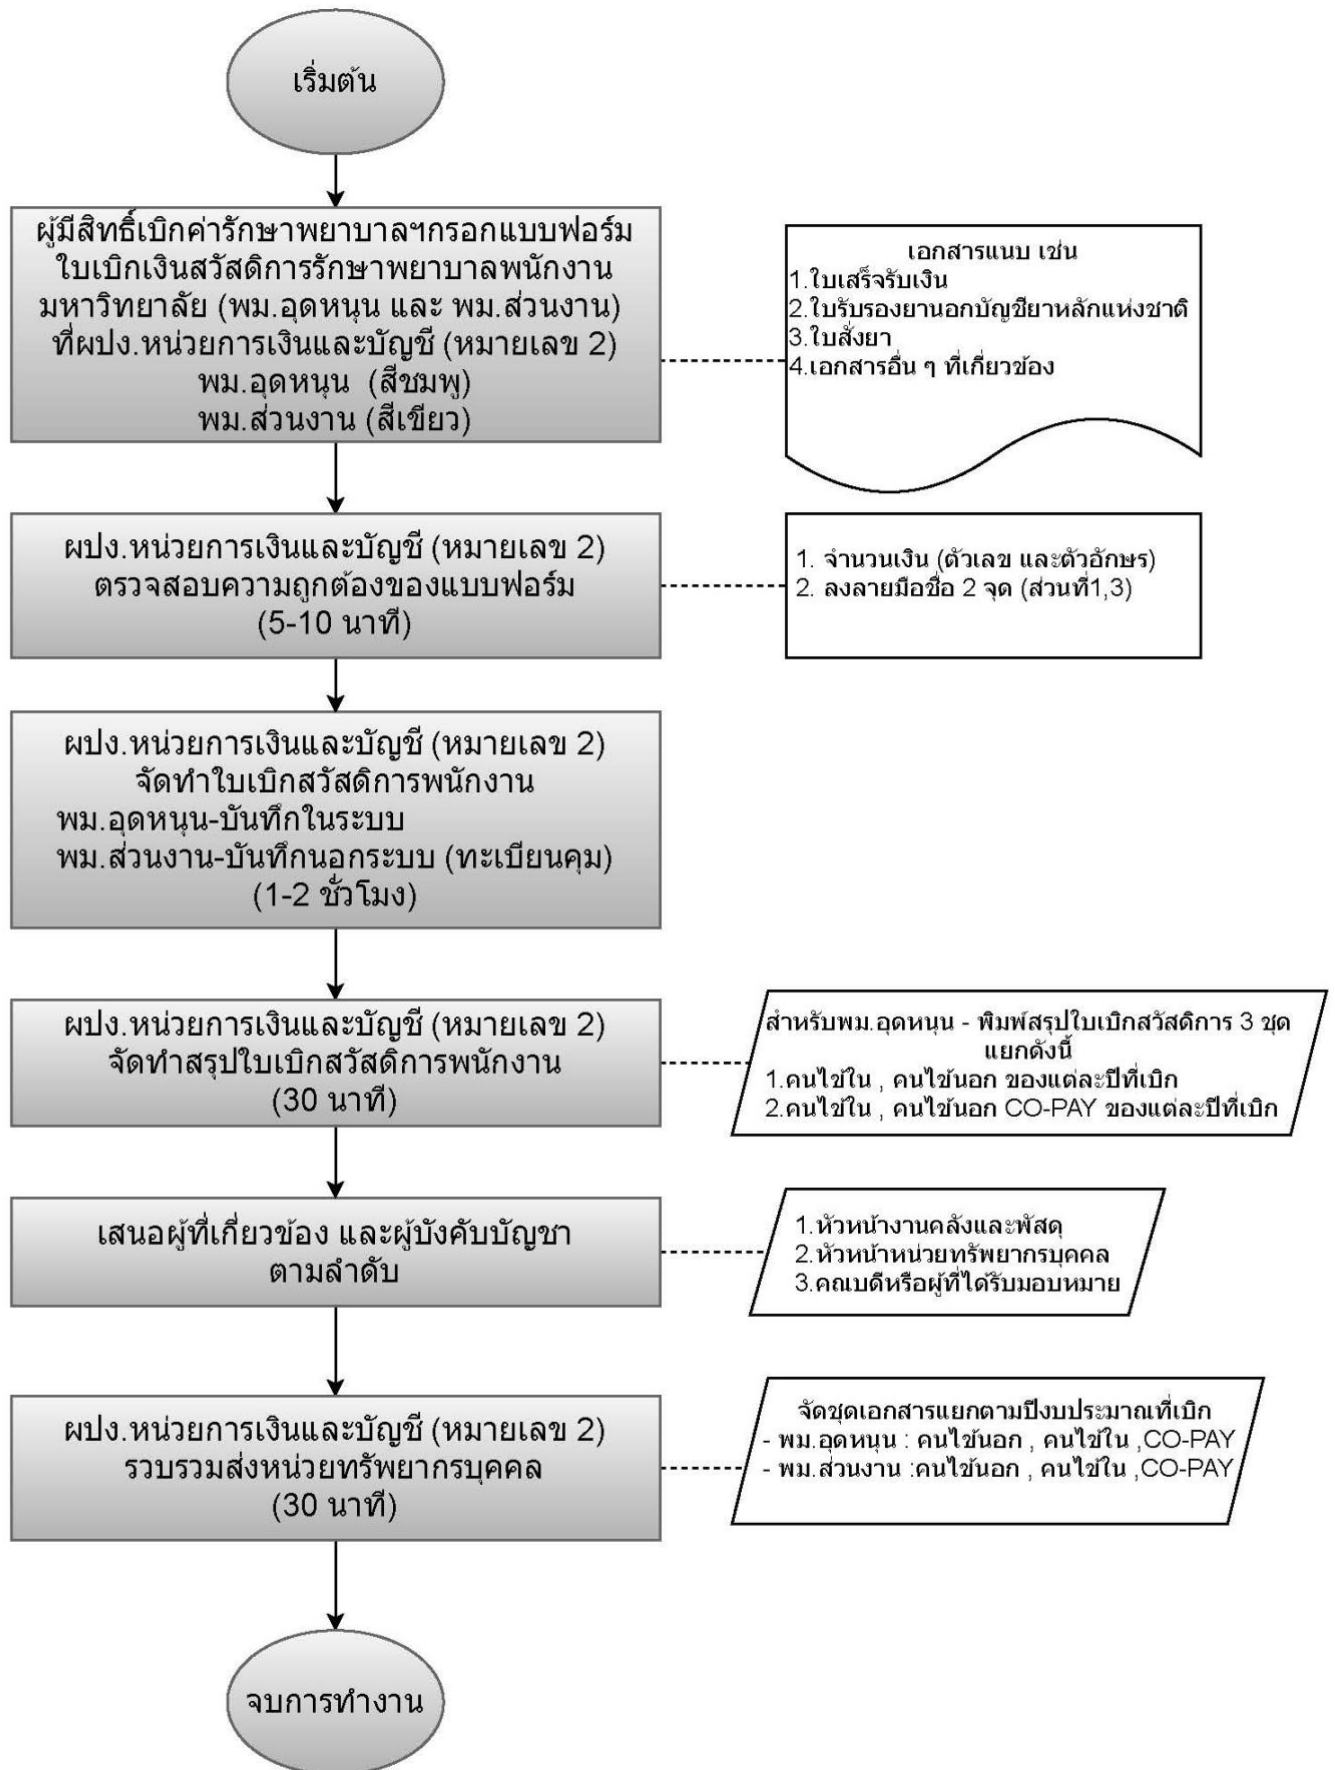 เริ่มต้น
ผู้มีสิทธิ์เบิกค่ารักษาพยาบาลฯกรอกแบบฟอร์ม
ใบเบิกเงินสวัสดิการรักษาพยาบาลพนักงาน
มหาวิทยาลัย (พม.อุดหนุน และ พม.ส่วนงาน)
ที่ผปง.หน่วยการเงินและบัญชี (หมายเลข 2)
พม.อุดหนุน (สีชมพู)
พม.ส่วนงาน (สีเขียว)
เอกสารแนบ เช่น
1.ใบเสร็จรับเงิน
2.ใบรับรองยานอกบัญชียาหลักแห่งชาติ
3.ใบสั่งยา
4.เอกสารอื่น ๆ ที่เกี่ยวข้อง
ผปง.หน่วยการเงินและบัญชี (หมายเลข 2)
ตรวจสอบความถูกต้องของแบบฟอร์ม
(5-10 นาที)
1. จำนวนเงิน (ตัวเลข และตัวอักษร)
2. ลงลายมือชื่อ 2 จุด (ส่วนที่1,3)
ผปง.หน่วยการเงินและบัญชี (หมายเลข 2)
จัดทำใบเบิกสวัสดิการพนักงาน
พม.อุดหนุน-บันทึกในระบบ
พม.ส่วนงาน-บันทึกนอกระบบ (ทะเบียนคุม)
(1-2 ชั่วโมง)
ผปง.หน่วยการเงินและบัญชี (หมายเลข 2)
จัดทำสรุปใบเบิกสวัสดิการพนักงาน
(30 นาที)
สำหรับพม.อุดหนุน - พิมพ์สรุปใบเบิกสวัสดิการ 3 ชุด
แยกดังนี้
1.คนไข้ใน , คนไข้นอก ของแต่ละปีที่เบิก
2.คนไข้ใน , คนไข้นอก CO-PAY ของแต่ละปีที่เบิก
เสนอผู้ที่เกี่ยวข้อง และผู้บังคับบัญชา
ตามลำดับ
1.หัวหน้างานคลังและพัสดุ
2.หัวหน้าหน่วยทรัพยากรบุคคล
3.คณบดีหรือผู้ที่ได้รับมอบหมาย
ผปง.หน่วยการเงินและบัญชี (หมายเลข 2)
รวบรวมส่งหน่วยทรัพยากรบุคคล
(30 นาที)
จัดชุดเอกสารแยกตามปีงบประมาณที่เบิก
- พม.อุดหนุน : คนไข้นอก , คนไข้ใน ,CO-PAY
- พม.ส่วนงาน :คนไข้นอก , คนไข้ใน ,CO-PAY
จบการทำงาน